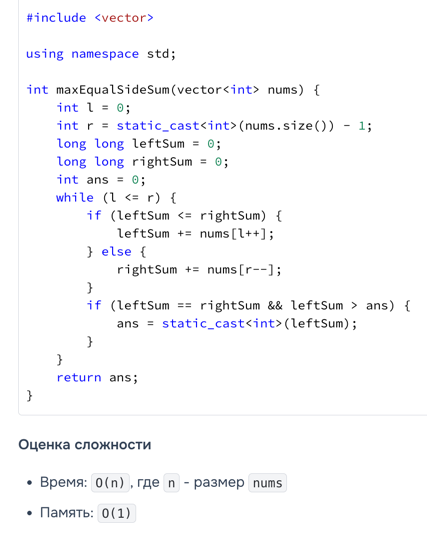 #include <vector>
using namespace std;
int maxEqualSideSum(vector<int> nums) {
    int l = 0;
    int r = static_cast<int>(nums.size()) - 1;
    long long leftSum = 0;
    long long rightSum = 0;
    int ans = 0;
    while (l <= r) {
        if (leftSum <= rightSum) {
            leftSum += nums[l++];
        } else {
            rightSum += nums[r--];
        }
        if (leftSum == rightSum && leftSum > ans) {
            ans = static_cast<int>(leftSum);
        }
    }
    return ans;
}
Оценка сложности
• Время: O(n), где n - размер nums
• Память: O(1)